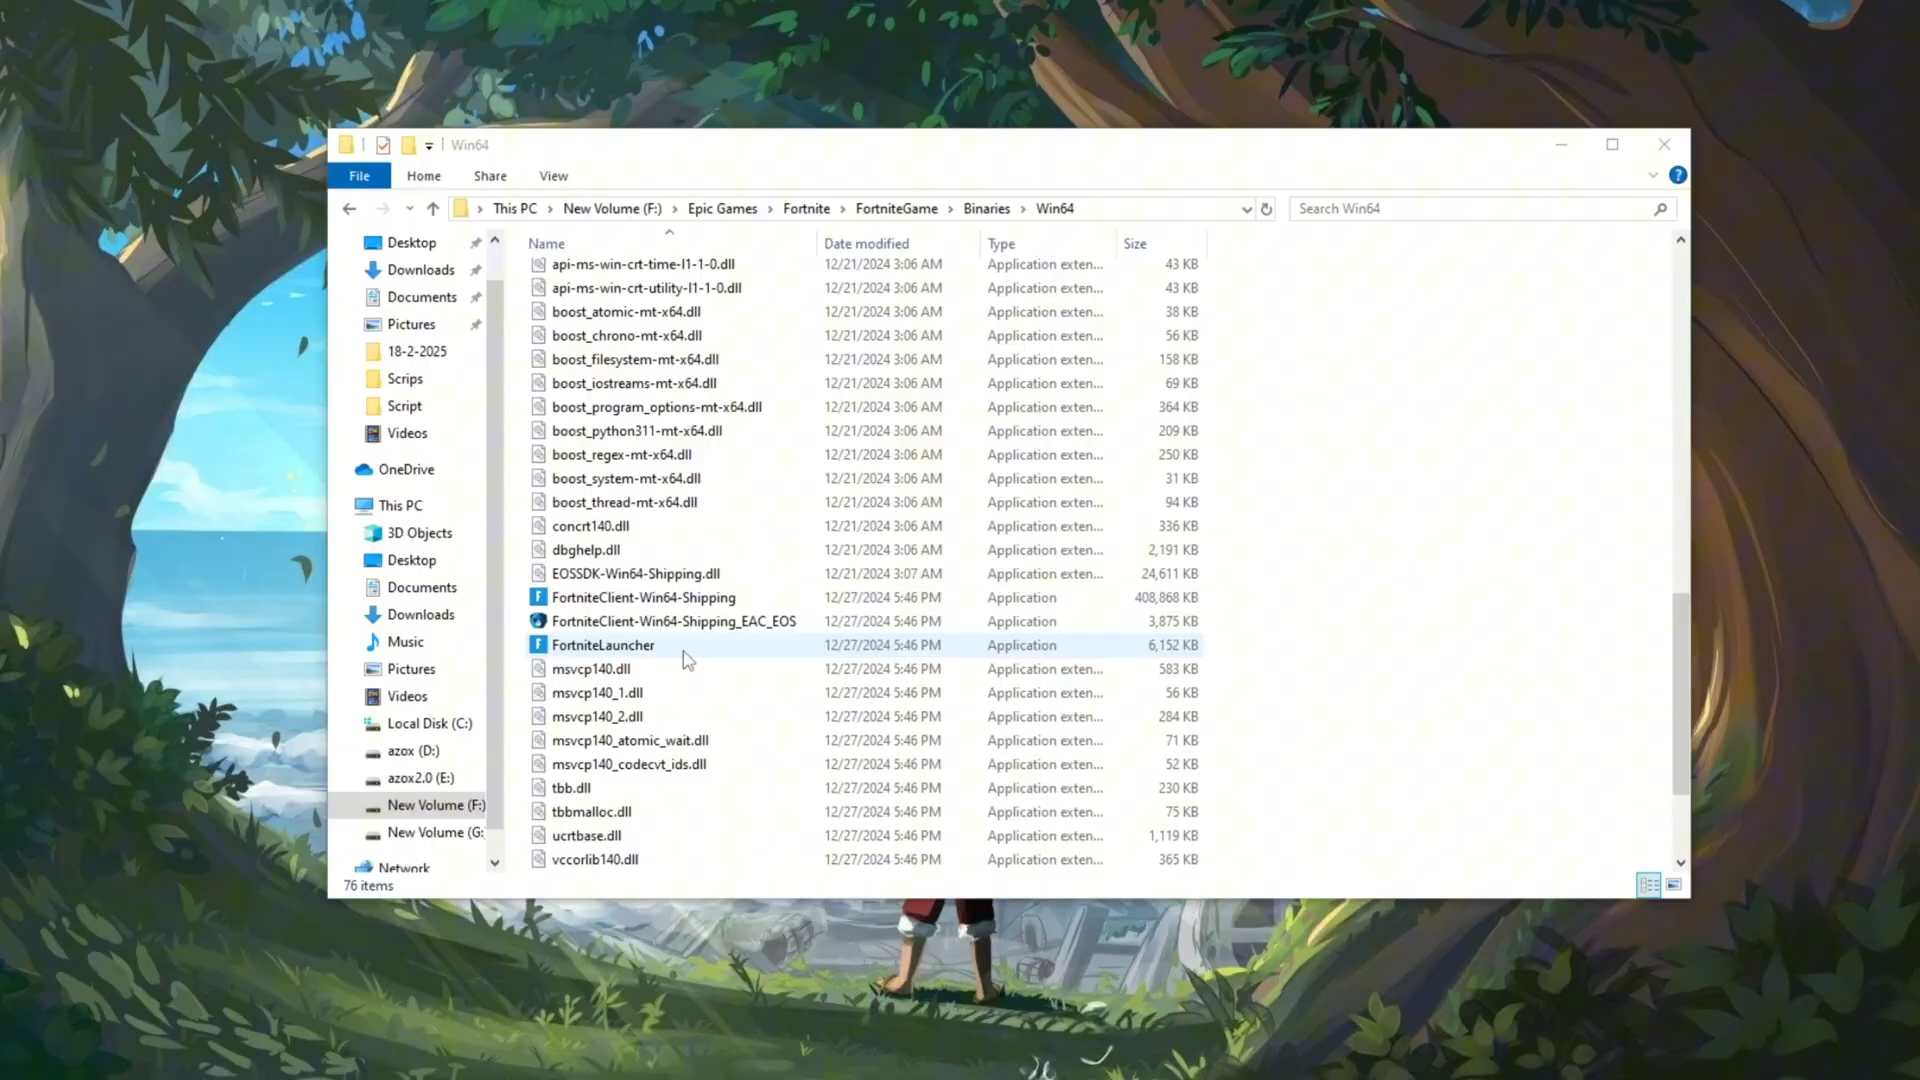 Win64
File Home Share View
This PC New Volume (F:) Epic Games Fortnite FortniteGame Binaries Win64 Search Win64
Desktop
Downloads
Documents
Pictures
18-2-2025
Scrips
Script
Videos
OneDrive
This PC
3D Objects
Desktop
Documents
Downloads
Music
Pictures
Videos
Local Disk (C:)
azox (D:)
azox2.0 (E:)
New Volume (F:)
New Volume (G:
Network
Name Date modified Type Size
api-ms-win-crt-time-l1-1-0.dll 12/21/2024 3:06 AM Application exten... 43 KB
api-ms-win-crt-utility-l1-1-0.dll 12/21/2024 3:06 AM Application exten... 43 KB
boost_atomic-mt-x64.dll 12/21/2024 3:06 AM Application exten... 38 KB
boost_chrono-mt-x64.dll 12/21/2024 3:06 AM Application exten... 56 KB
boost_filesystem-mt-x64.dll 12/21/2024 3:06 AM Application exten... 158 KB
boost_iostreams-mt-x64.dll 12/21/2024 3:06 AM Application exten... 69 KB
boost_program_options-mt-x64.dll 12/21/2024 3:06 AM Application exten... 364 KB
boost_python311-mt-x64.dll 12/21/2024 3:06 AM Application exten... 209 KB
boost_regex-mt-x64.dll 12/21/2024 3:06 AM Application exten... 250 KB
boost_system-mt-x64.dll 12/21/2024 3:06 AM Application exten... 31 KB
boost_thread-mt-x64.dll 12/21/2024 3:06 AM Application exten... 94 KB
concrt140.dll 12/21/2024 3:06 AM Application exten... 336 KB
dbghelp.dll 12/21/2024 3:06 AM Application exten... 2,191 KB
EOSSDK-Win64-Shipping.dll 12/21/2024 3:07 AM Application exten... 24,611 KB
FortniteClient-Win64-Shipping 12/27/2024 5:46 PM Application 408,868 KB
FortniteClient-Win64-Shipping_EAC_EOS 12/27/2024 5:46 PM Application 3,875 KB
FortniteLauncher 12/27/2024 5:46 PM Application 6,152 KB
msvcp140.dll 12/27/2024 5:46 PM Application exten... 583 KB
msvcp140_1.dll 12/27/2024 5:46 PM Application exten... 56 KB
msvcp140_2.dll 12/27/2024 5:46 PM Application exten... 284 KB
msvcp140_atomic_wait.dll 12/27/2024 5:46 PM Application exten... 71 KB
msvcp140_codecvt_ids.dll 12/27/2024 5:46 PM Application exten... 52 KB
tbb.dll 12/27/2024 5:46 PM Application exten... 230 KB
tbbmalloc.dll 12/27/2024 5:46 PM Application exten... 75 KB
ucrtbase.dll 12/27/2024 5:46 PM Application exten... 1,119 KB
vccorlib140.dll 12/27/2024 5:46 PM Application exten... 365 KB
76 items